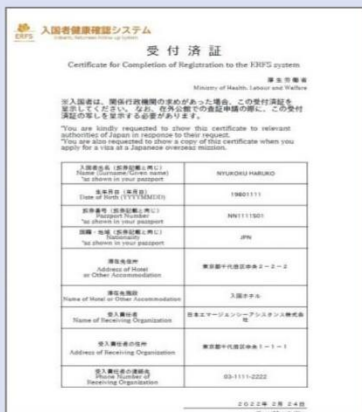 ERFS
入国者健康確認システム
受付済証
Certificate for Completion of Registration to the ERFS system
厚生労働省
Ministry of Health, Labour and Welfare
※入国者は、関係行政機関の求めがあった場合、この受付済証を
呈示してください。なお、在外公館での査証申請の際に、この受付
済証の写しを呈示する必要があります。
*You are kindly requested to show this certificate to relevant
authorities of Japan in reponce to their request.
*You are also requested to show a copy of this certificate when you
apply for a visa at a Japanese overseas mission.
入国者氏名(旅券記載と同じ)
Name (Surname/Given name)
*as shown in your passport
NYUKOKU HARUKO
生年月日(年月日)
Date of Birth (YYYYMMDD)
19801111
旅券番号(旅券記載と同じ)
Passport Number
*as shown in your passport
NN1111501
国籍・地域(旅券記載と同じ)
Nationality
*as shown in your passport
JPN
滞在先住所
Address of Hotel
or Other Accommodation
東京都千代田区中央2-2-2
滞在先施設
Name of Hotel or Other Accommodation
入国ホテル
受入責任者
Name of Receiving Organization
日本エマージェンシーアシスタンス株式会
社
受入責任者の住所
Address of Receiving Organization
東京都千代田区中央1-1-1
受入責任者の連絡先
Phone Number of
Receiving Organization
03-1111-2222
2022年 2月 24日